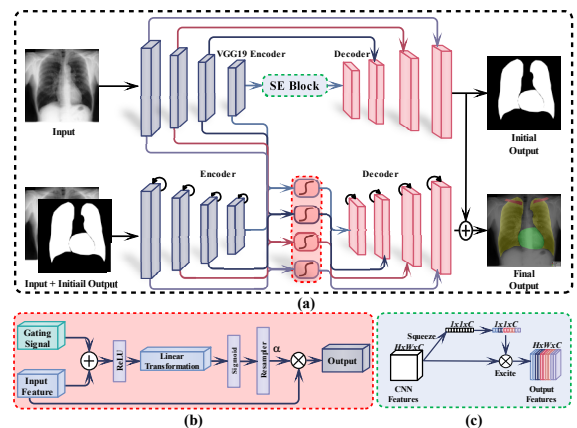 VGG19 Encoder
Decoder
SE Block
Input
Initial
Output
Encoder
Decoder
Input + Initiail Output
Final
Output
(a)
Gating
Signal
Input
Feature
ReLU
Linear
Transformation
Sigmoid
Resampler
α
Output
(b)
HxWxC
Squeeze
1x1xC
1x1xC
Excite
HxWxC
CNN
Features
Output
Features
(c)